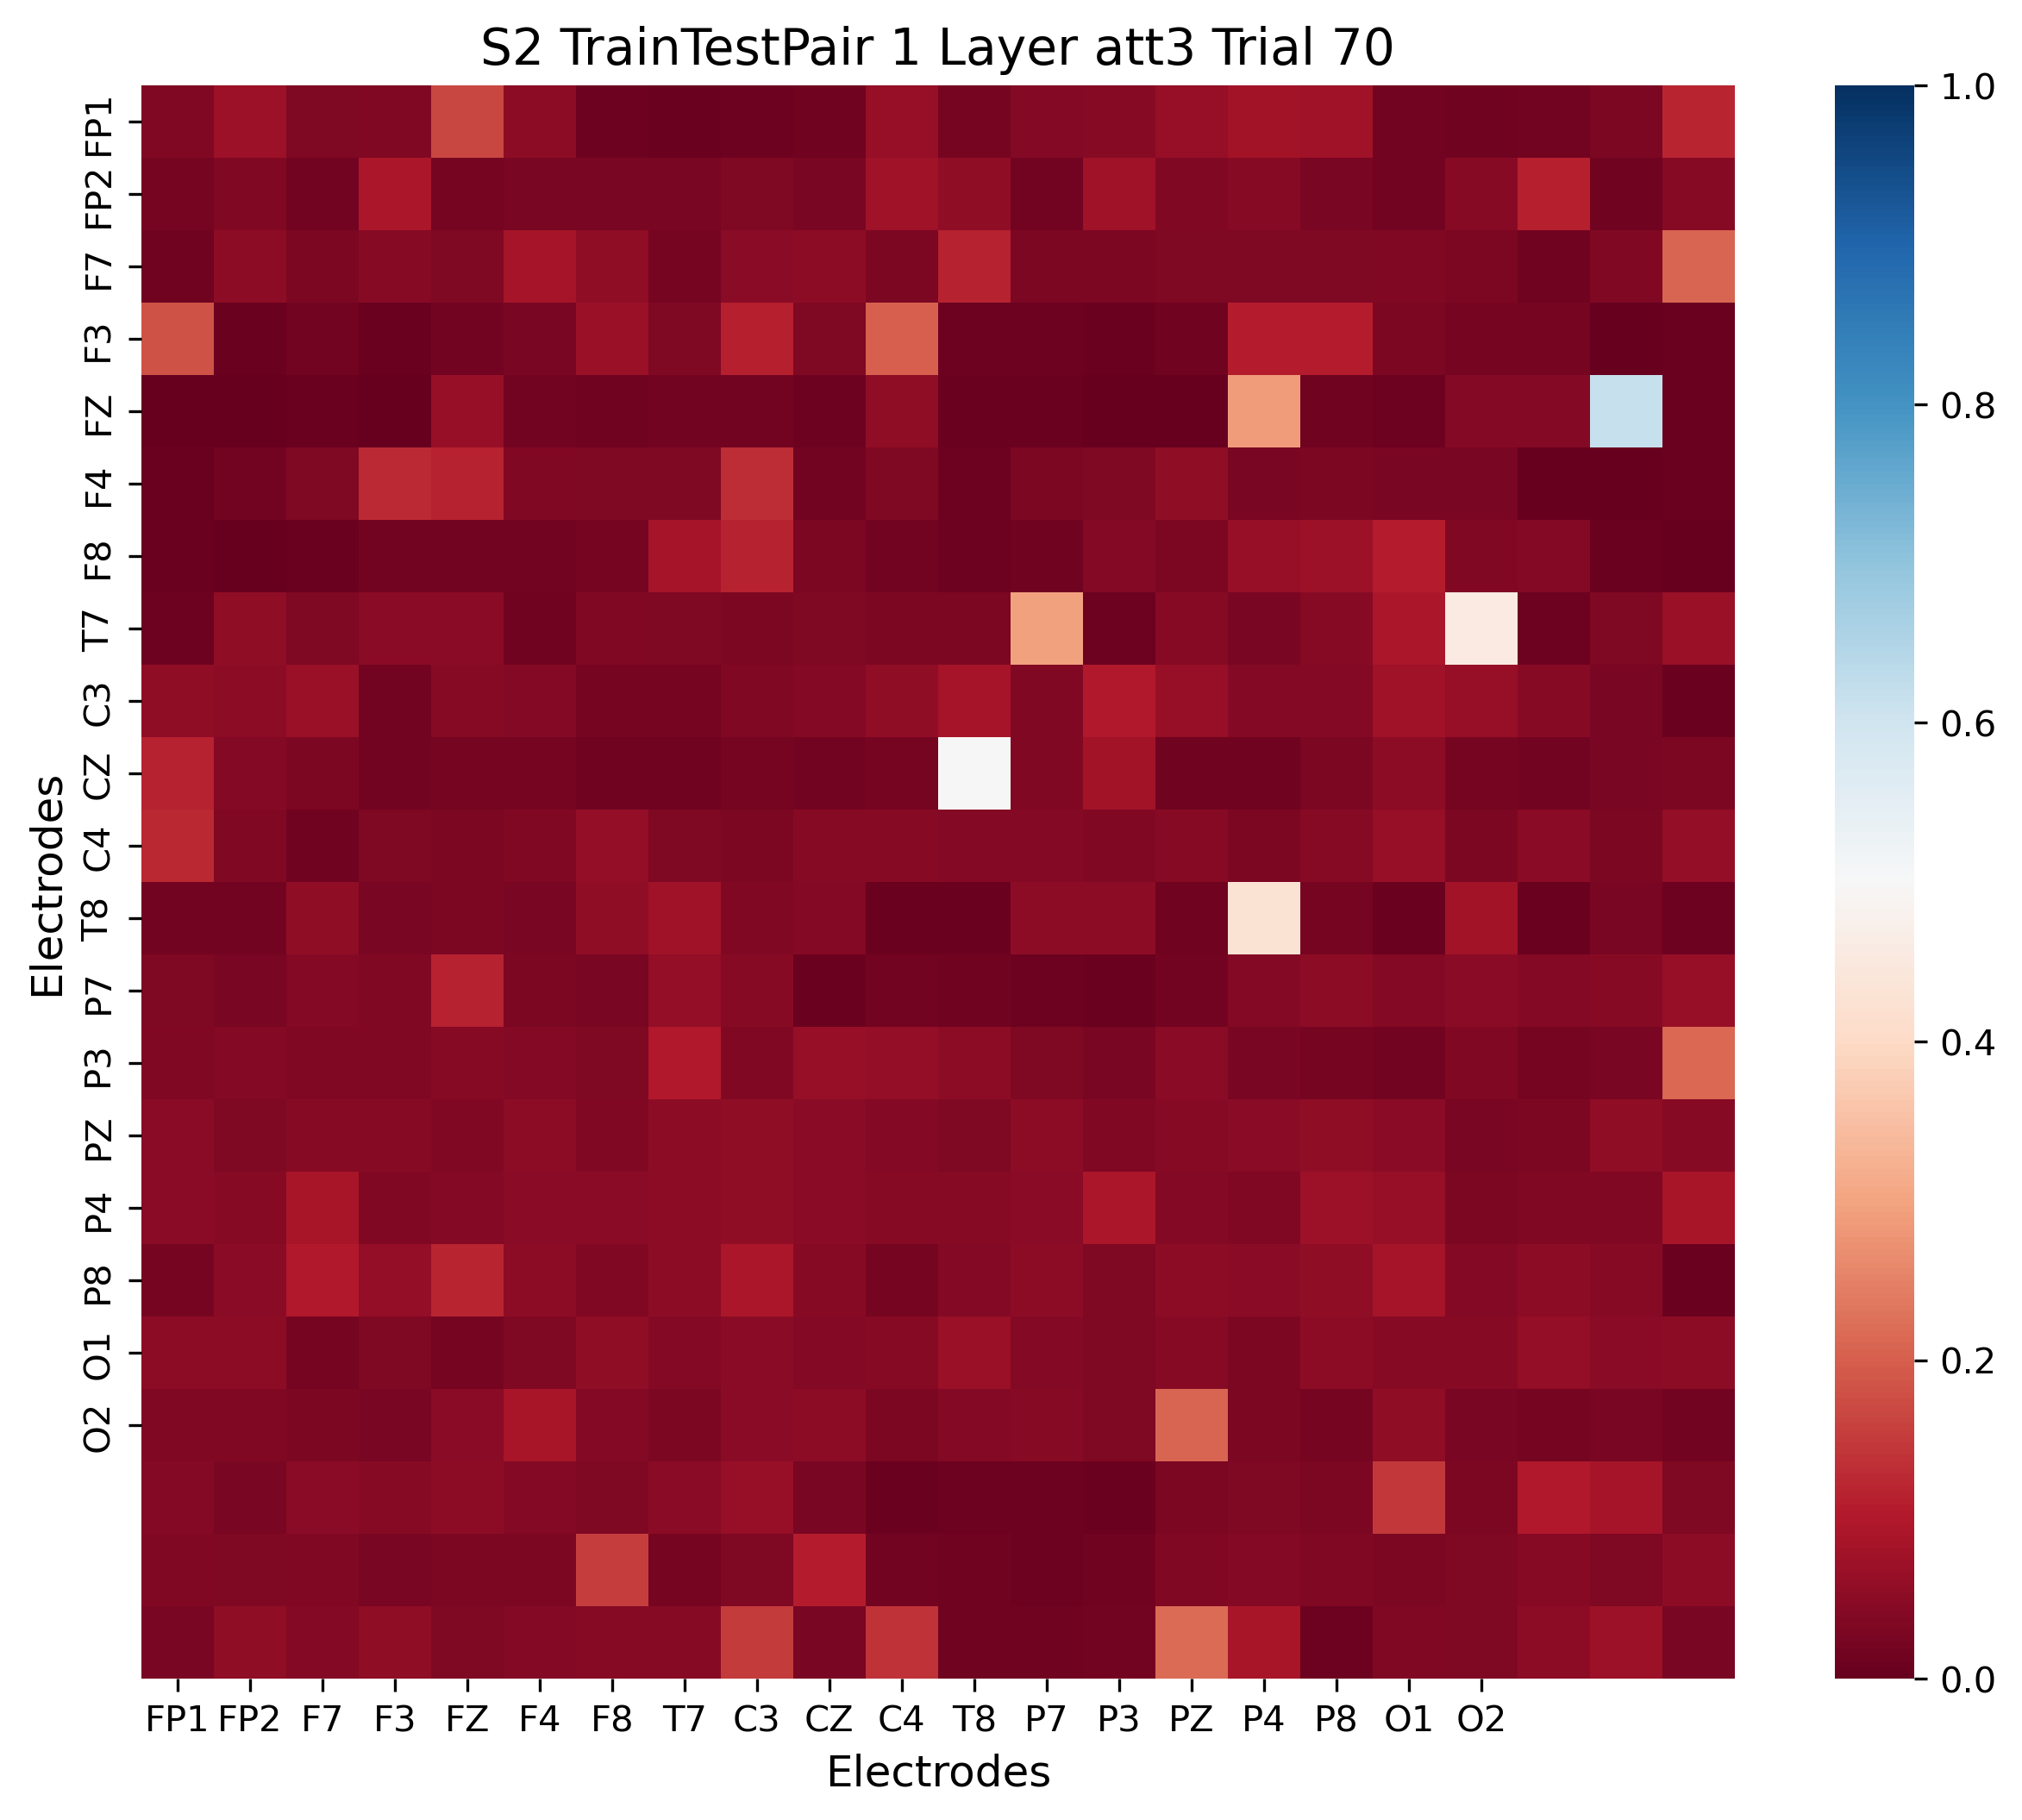 S2 TrainTestPair 1 Layer att3 Trial 70
Electrodes
FP1
FP2
F7
F3
FZ
F4
F8
T7
C3
CZ
C4
T8
P7
P3
PZ
P4
P8
O1
O2
FP1 FP2 F7 F3 FZ F4 F8 T7 C3 CZ C4 T8 P7 P3 PZ P4 P8 O1 O2
Electrodes
1.0
0.8
0.6
0.4
0.2
0.0